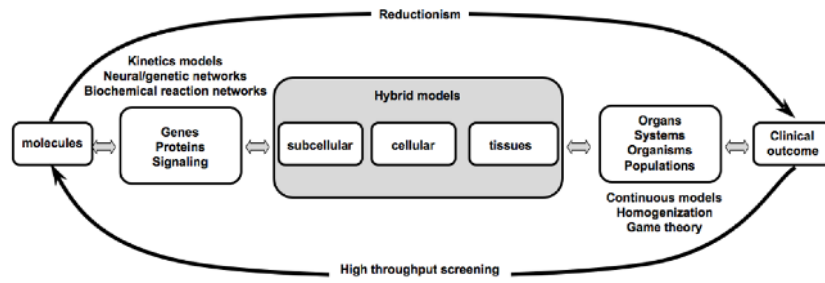 Reductionism
Kinetics models
Neural/genetic networks
Biochemical reaction networks
Hybrid models
molecules
Genes
Proteins
Signaling
subcellular
cellular
tissues
Organs
Systems
Organisms
Populations
Clinical
outcome
Continuous models
Homogenization
Game theory
High throughput screening